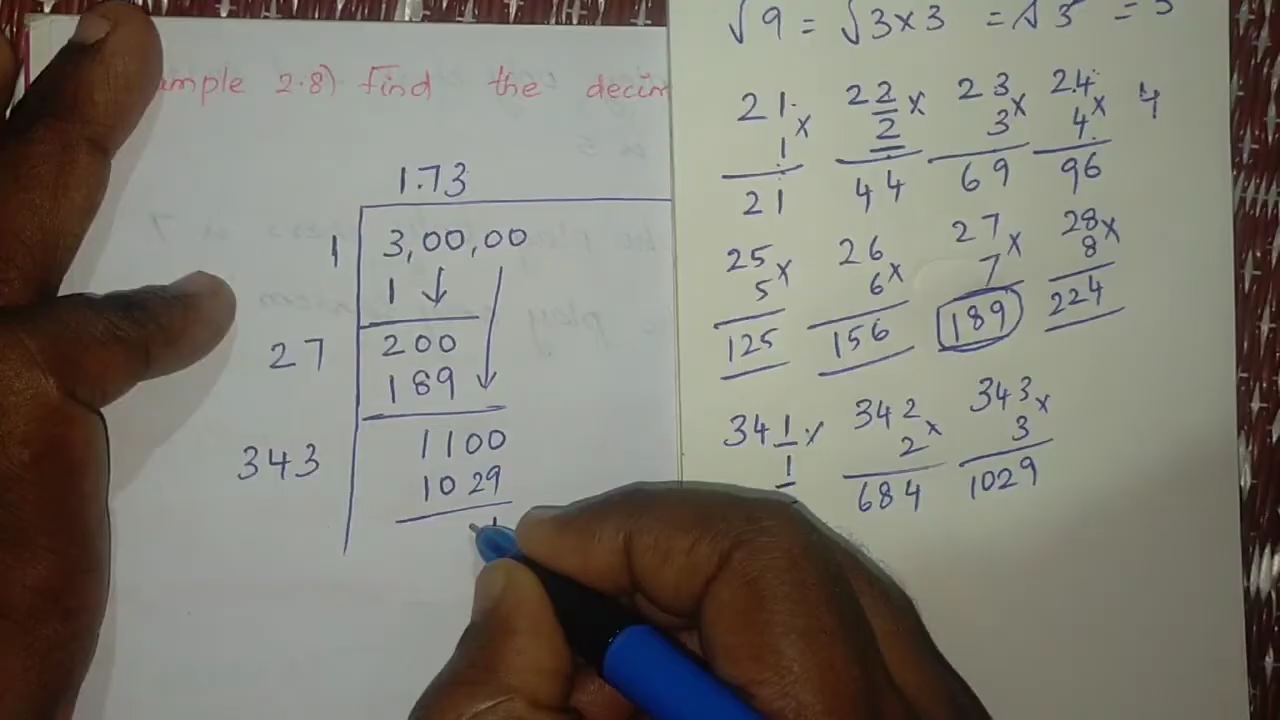 ample 2.8) find the decim
1.73
1 3,00,00
1
27 200
189
343 1100
1029
1
√9 = √3×3 = √3² = 3
21 × 22 × 23 × 24 × 4
1 2 3 4
21 44 69 96
25 × 26 × 27 × 28 ×
5 6 7 8
125 156 189 224
341 × 342 × 343 ×
1 2 3
684 1029